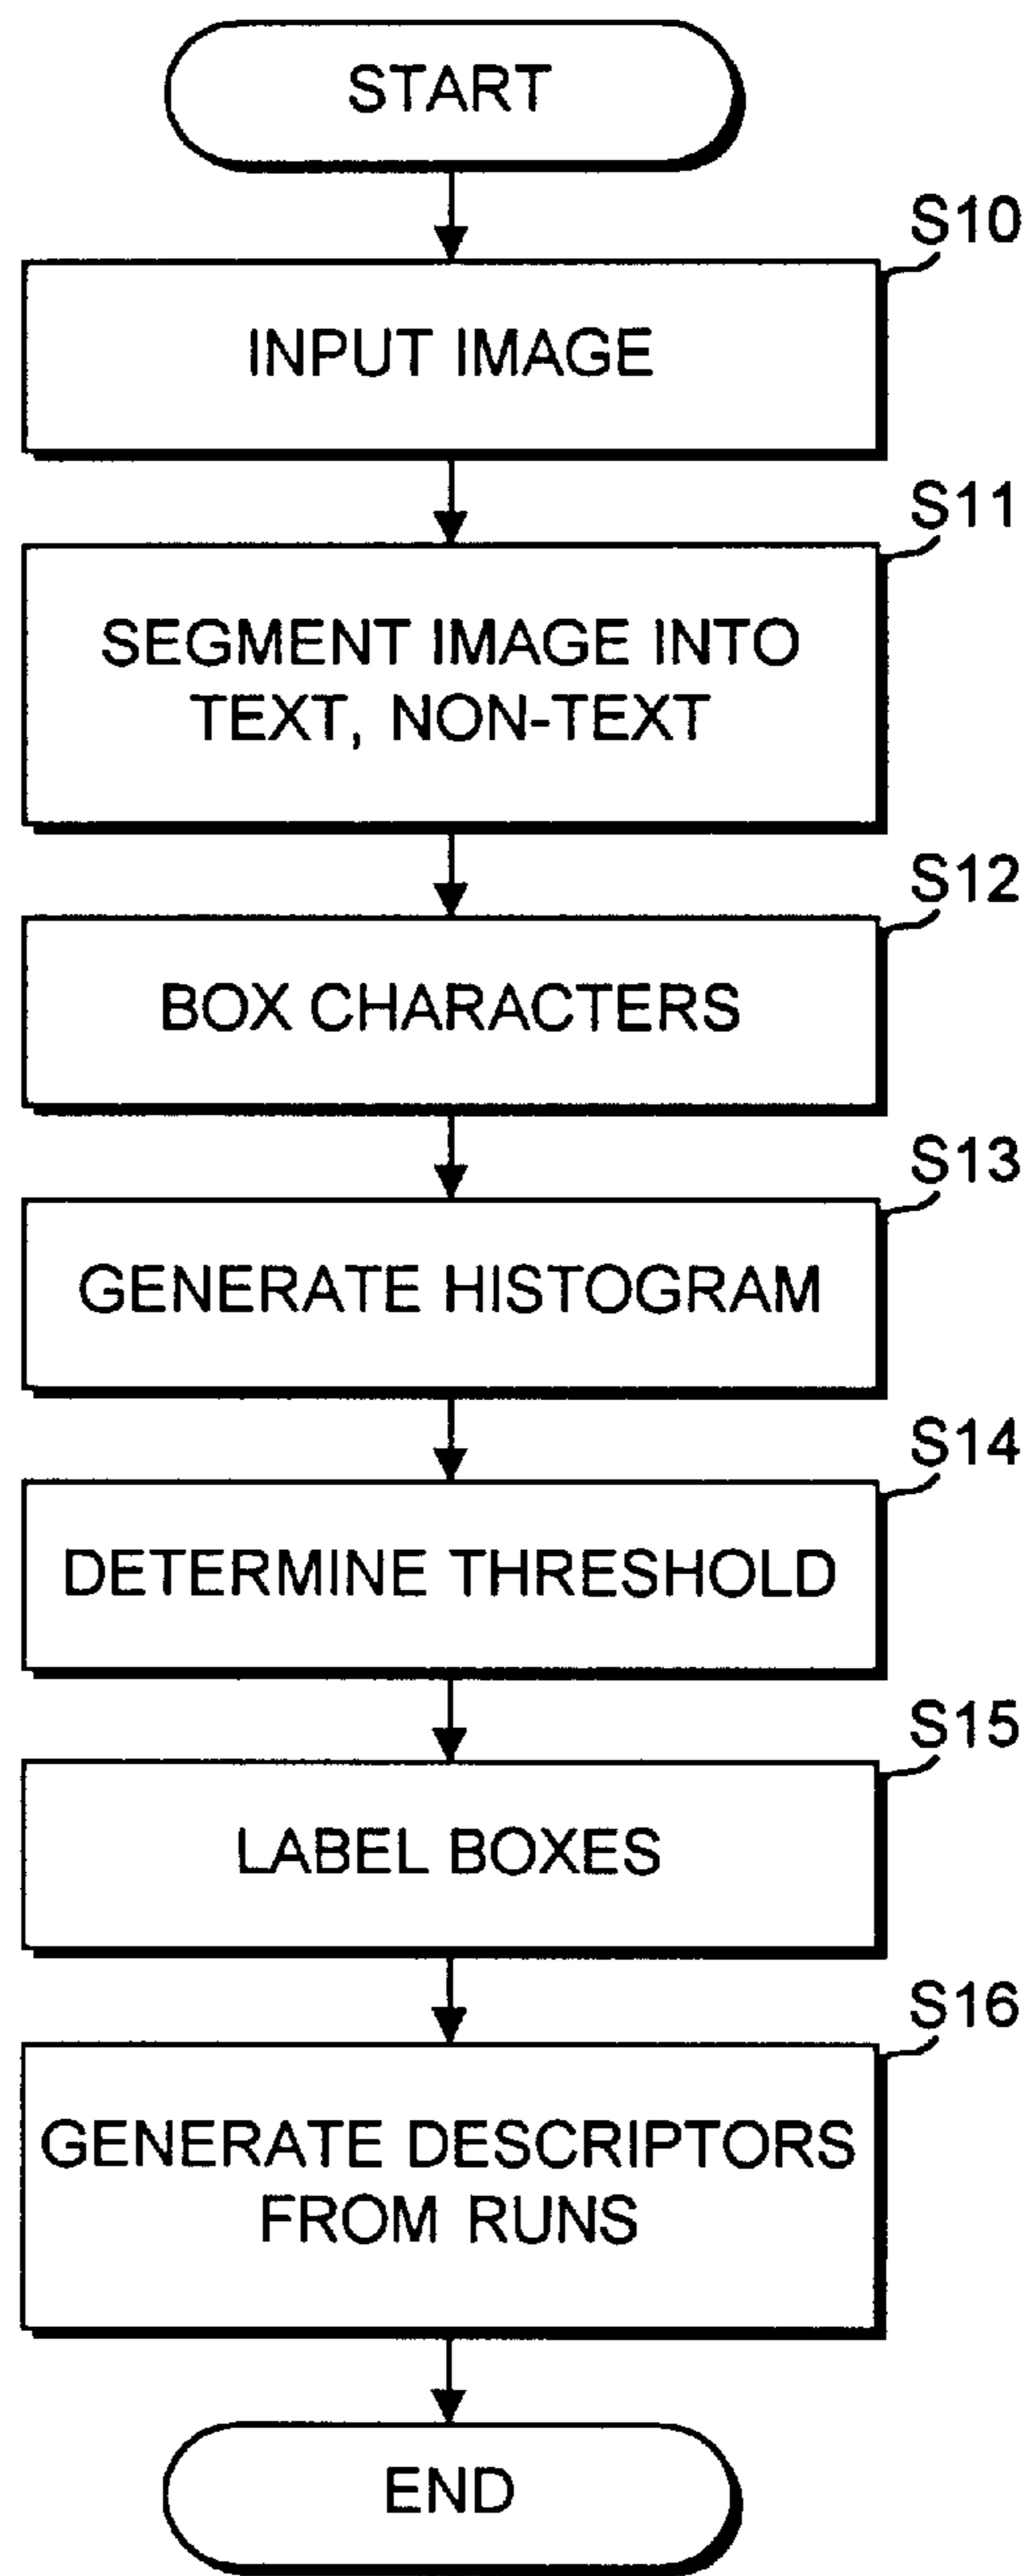 START
S10
INPUT IMAGE
S11
SEGMENT IMAGE INTO
TEXT, NON-TEXT
S12
BOX CHARACTERS
S13
GENERATE HISTOGRAM
S14
DETERMINE THRESHOLD
S15
LABEL BOXES
S16
GENERATE DESCRIPTORS
FROM RUNS
END